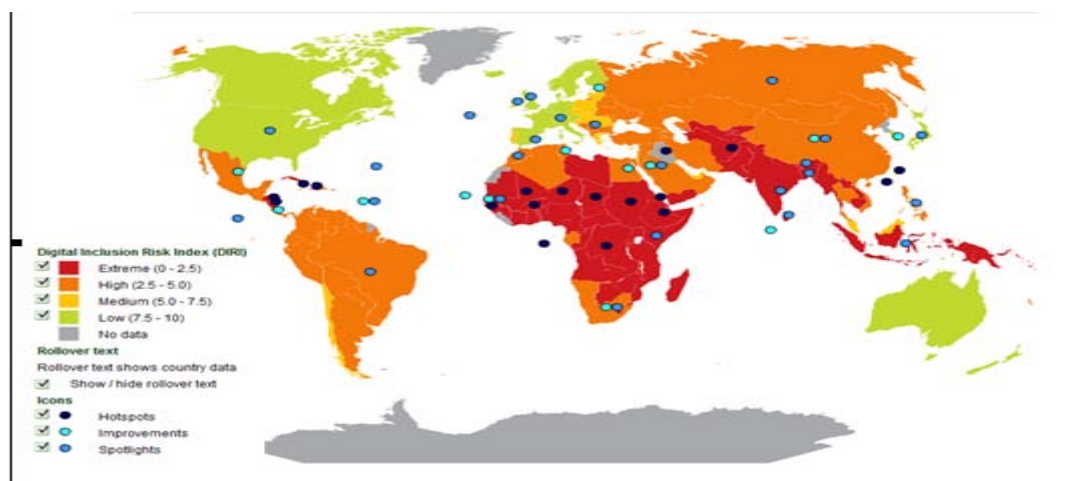 Digital Inclusion Risk Index (DIRI)
Extreme (0 - 2.5)
High (2.5 - 5.0)
Medium (5.0 - 7.5)
Low (7.5 - 10)
No data
Rollover text
Rollover text shows country data
Show / hide rollover text
Icons
Hotspots
Improvements
Spotlights